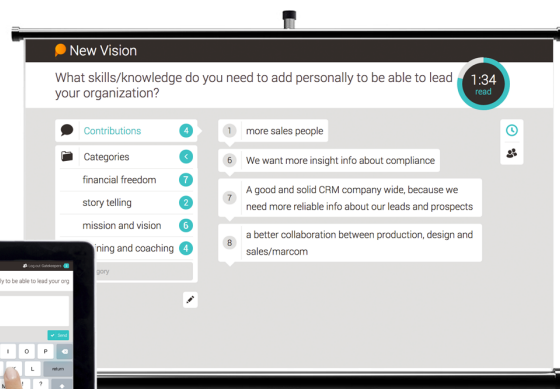 New Vision
What skills/knowledge do you need to add personally to be able to lead
your organization?
1:34
read
Contributions 4
Categories <
financial freedom 7
story telling 2
mission and vision 6
ning and coaching 4
gory
1 more sales people
6 We want more insight info about compliance
7 A good and solid CRM company wide, because we
need more reliable info about our leads and prospects
8 a better collaboration between production, design and
sales/marcom
ly to be able to lead your org
Send
I O P
L return
?